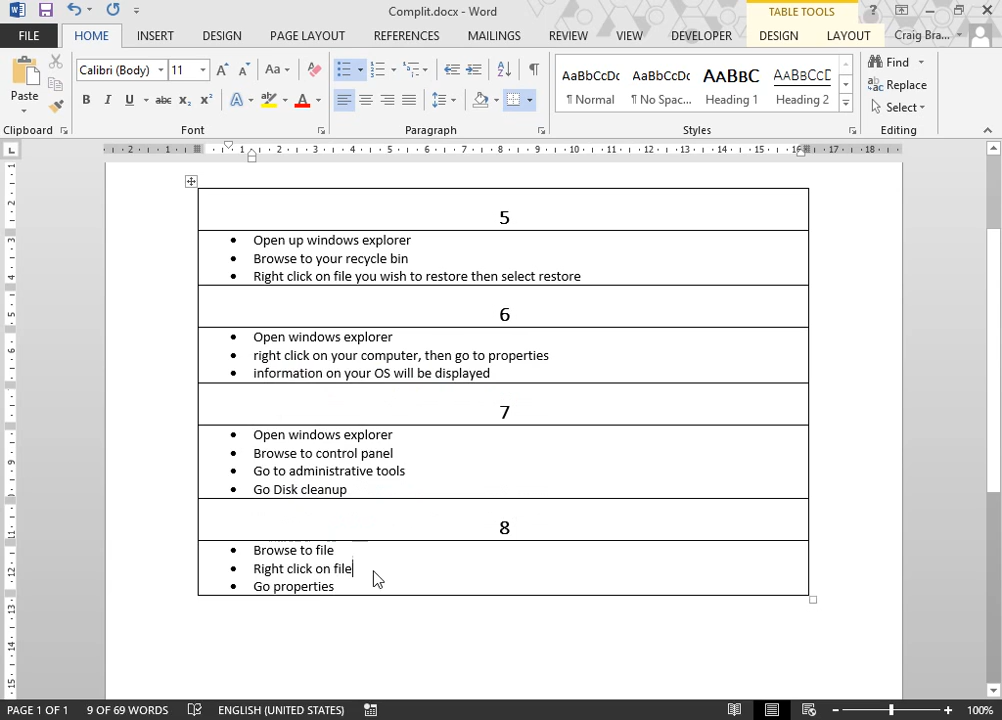 Complit.docx - Word
TABLE TOOLS
FILE
HOME
INSERT
DESIGN
PAGE LAYOUT
REFERENCES
MAILINGS
REVIEW
VIEW
DEVELOPER
DESIGN
LAYOUT
Craig Bra...
Paste
Calibri (Body)
11
AaBbCcDc
AaBbCcDc
AaBBC
AaBbCcD
¶ Normal
¶ No Spac...
Heading 1
Heading 2
Find
Replace
Select
Clipboard
Font
Paragraph
Styles
Editing
5
• Open up windows explorer
• Browse to your recycle bin
• Right click on file you wish to restore then select restore
6
• Open windows explorer
• right click on your computer, then go to properties
• information on your OS will be displayed
7
• Open windows explorer
• Browse to control panel
• Go to administrative tools
• Go Disk cleanup
8
• Browse to file
• Right click on file
• Go properties
PAGE 1 OF 1
9 OF 69 WORDS
ENGLISH (UNITED STATES)
100%